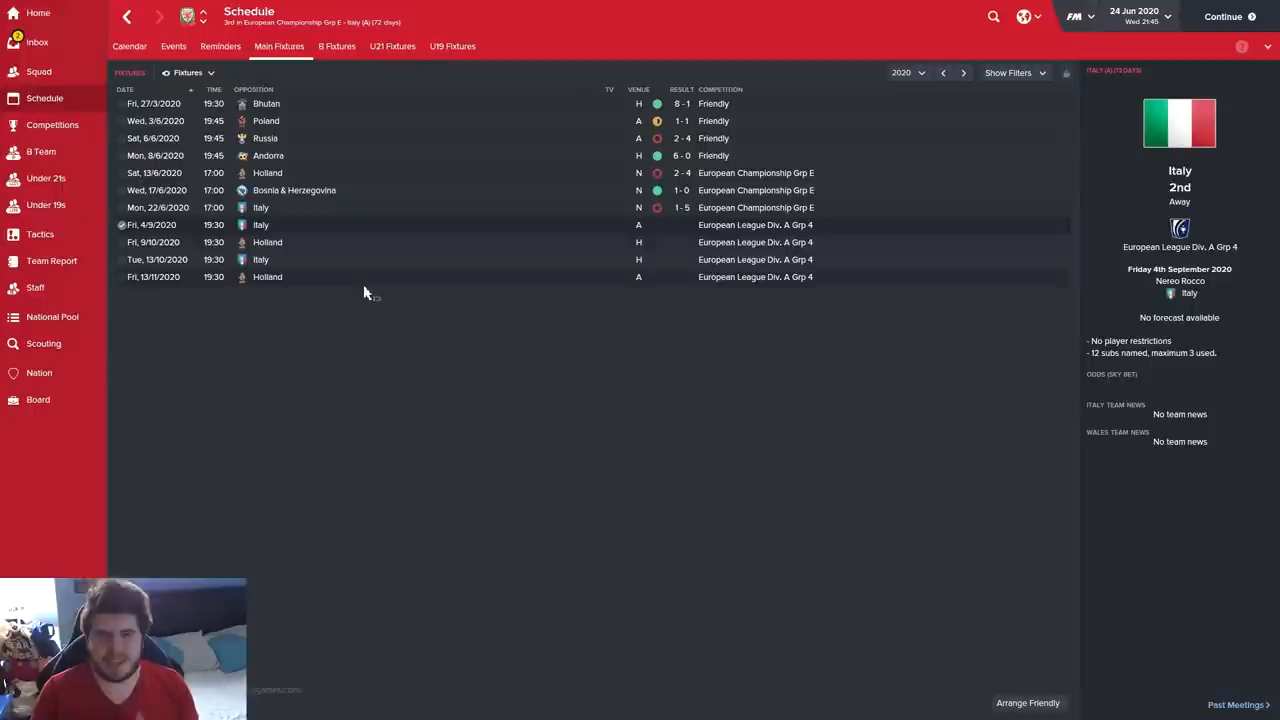 Home
2
Inbox
Squad
Schedule
Competitions
B Team
Under 21s
Under 19s
Tactics
Team Report
Staff
National Pool
Scouting
Nation
Board
Schedule
3rd in European Championship Grp E - Italy (A) (72 days)
FM
24 Jun 2020
Wed 21:45
Continue
Calendar Events Reminders Main Fixtures B Fixtures U21 Fixtures U19 Fixtures ?
FIXTURES Fixtures 2020 Show Filters
DATE TIME OPPOSITION TV VENUE RESULT COMPETITION
Fri, 27/3/2020 19:30 Bhutan H 8 - 1 Friendly
Wed, 3/6/2020 19:45 Poland A 1 - 1 Friendly
Sat, 6/6/2020 19:45 Russia A 2 - 4 Friendly
Mon, 8/6/2020 19:45 Andorra H 6 - 0 Friendly
Sat, 13/6/2020 17:00 Holland N 2 - 4 European Championship Grp E
Wed, 17/6/2020 17:00 Bosnia & Herzegovina N 1 - 0 European Championship Grp E
Mon, 22/6/2020 17:00 Italy N 1 - 5 European Championship Grp E
Fri, 4/9/2020 19:30 Italy A European League Div. A Grp 4
Fri, 9/10/2020 19:30 Holland H European League Div. A Grp 4
Tue, 13/10/2020 19:30 Italy H European League Div. A Grp 4
Fri, 13/11/2020 19:30 Holland A European League Div. A Grp 4
ITALY (A) (72 DAYS)
Italy
2nd
Away
European League Div. A Grp 4
Friday 4th September 2020
Nereo Rocco
Italy
No forecast available
- No player restrictions
- 12 subs named, maximum 3 used.
ODDS (SKY BET)
ITALY TEAM NEWS
No team news
WALES TEAM NEWS
No team news
games.com/
Arrange Friendly
Past Meetings >